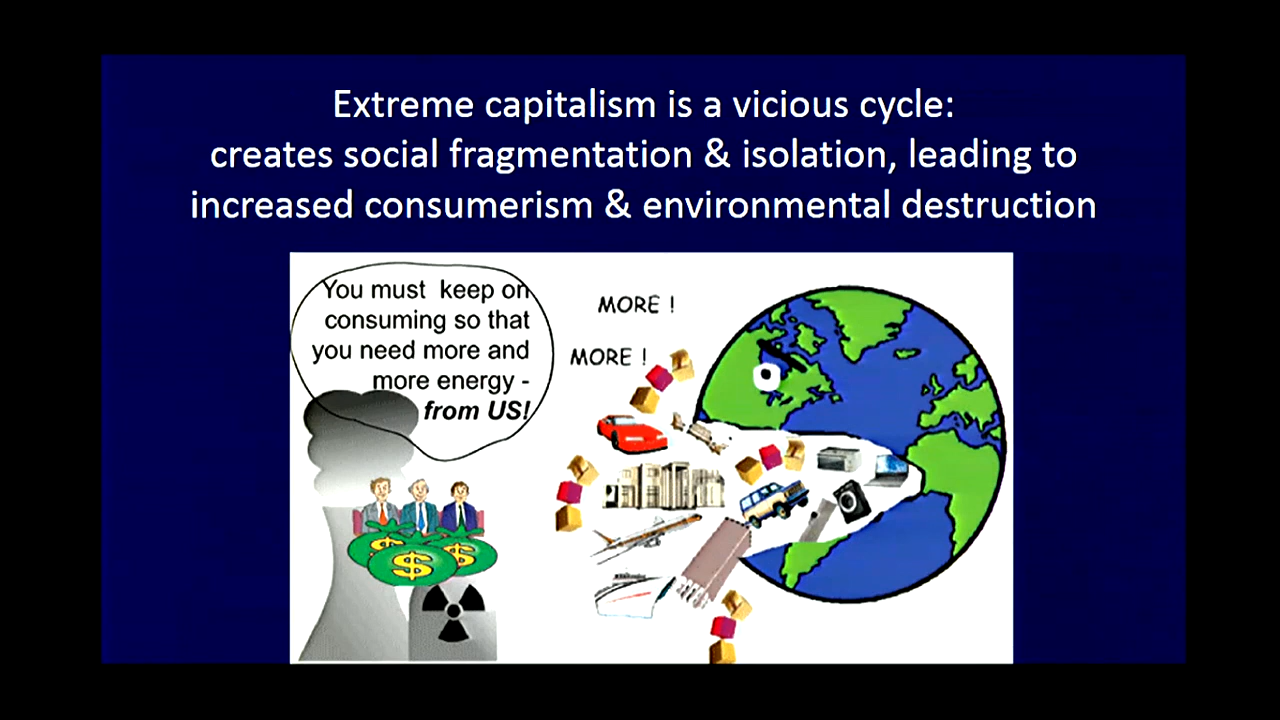 Extreme capitalism is a vicious cycle:
creates social fragmentation & isolation, leading to
increased consumerism & environmental destruction
You must keep on
consuming so that
you need more and
more energy -
from US!
MORE !
MORE !
$
$
$